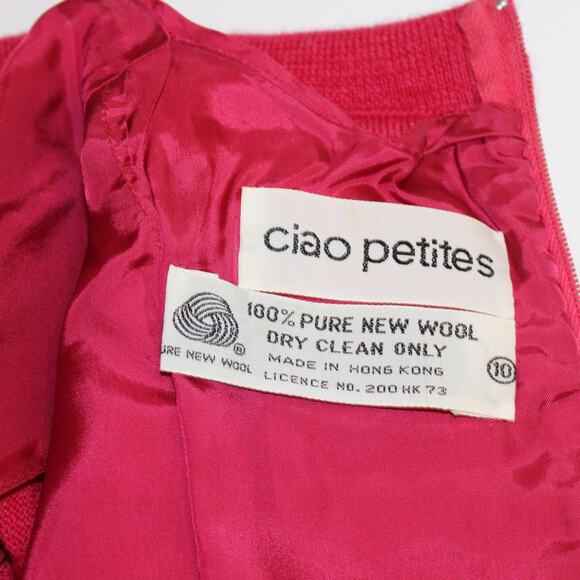 ciao petites
100% PURE NEW WOOL
DRY CLEAN ONLY
®
URE NEW WOOL
MADE IN HONG KONG
10
LICENCE NO. 200 HK 73